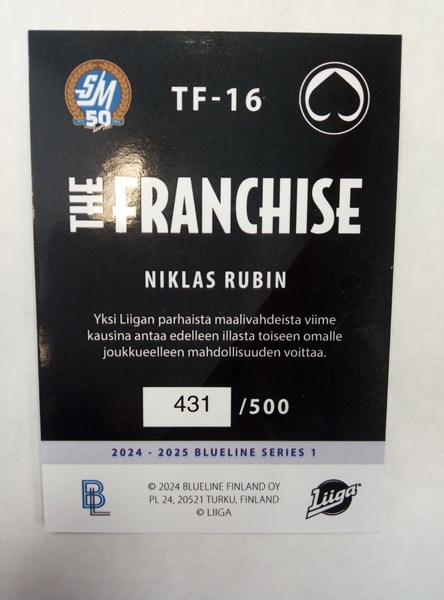 SM
50
TF-16
THE FRANCHISE
NIKLAS RUBIN
Yksi Liigan parhaista maalivahdeista viime
kausina antaa edelleen illasta toiseen omalle
joukkueelleen mahdollisuuden voittaa.
431 /500
2024 - 2025 BLUELINE SERIES 1
BL
© 2024 BLUELINE FINLAND OY
PL 24, 20521 TURKU, FINLAND
© LIIGA
Liiga